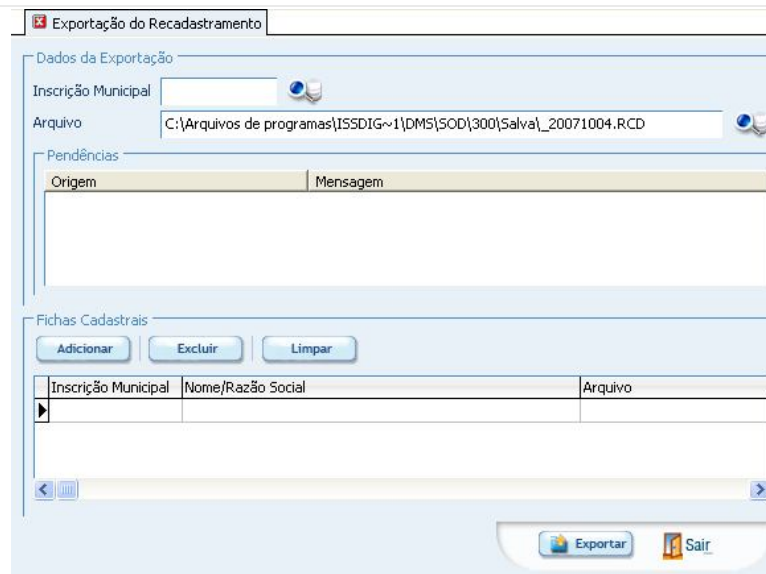 Exportação do Recadastramento
Dados da Exportação
Inscrição Municipal
Arquivo C:\Arquivos de programas\ISSDIG~1\DMS\SOD\300\Salva\_20071004.RCD
Pendências
Origem Mensagem
Fichas Cadastrais
Adicionar Excluir Limpar
Inscrição Municipal Nome/Razão Social Arquivo
Exportar Sair